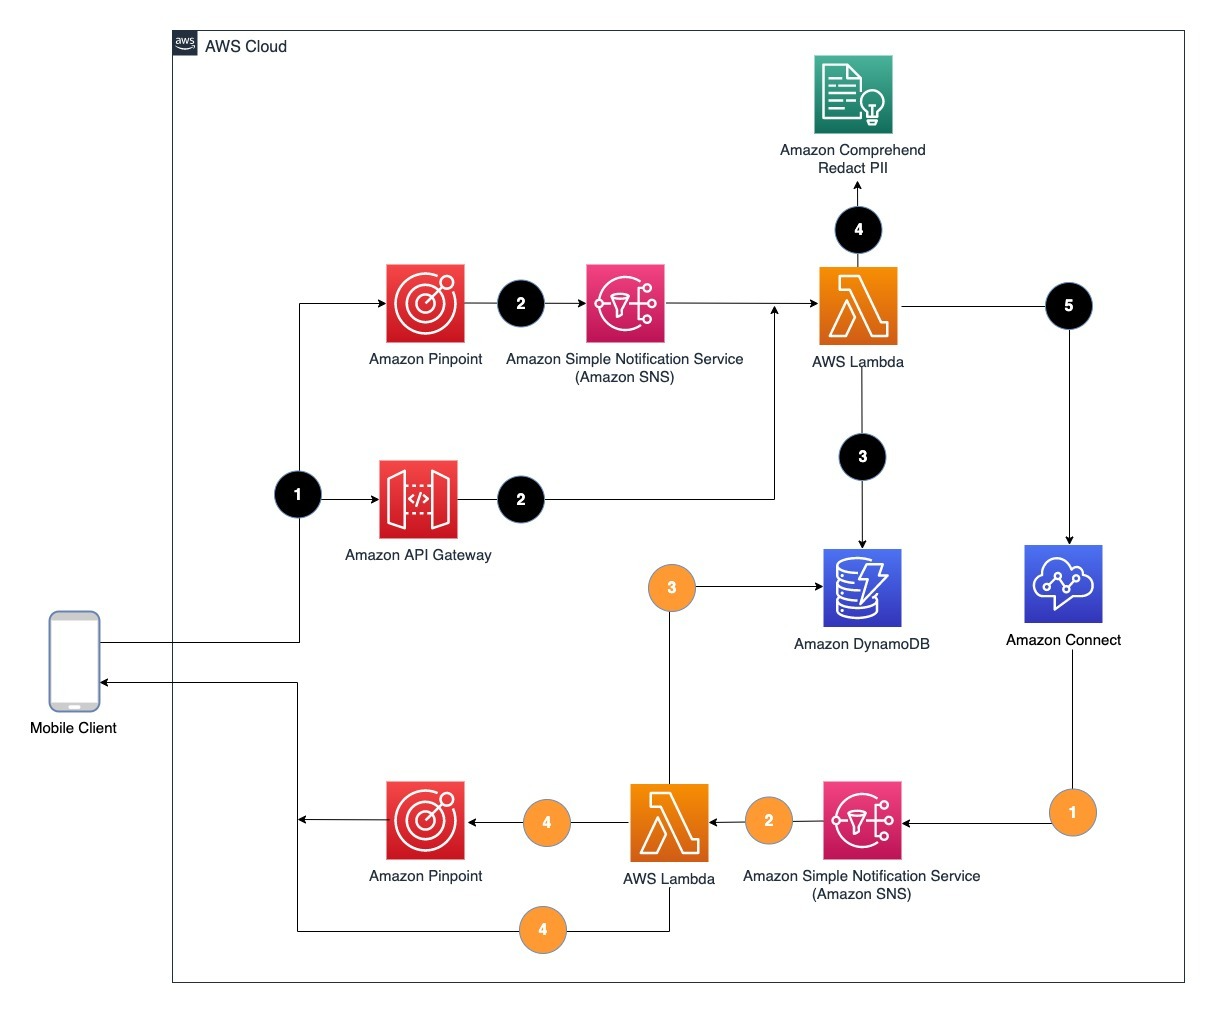 aws
AWS Cloud
Amazon Comprehend
Redact PII
4
2
5
Amazon Pinpoint
Amazon Simple Notification Service
(Amazon SNS)
AWS Lambda
3
1
</>
2
Amazon API Gateway
3
Amazon DynamoDB
Amazon Connect
Mobile Client
4
2
1
Amazon Pinpoint
AWS Lambda
Amazon Simple Notification Service
(Amazon SNS)
4